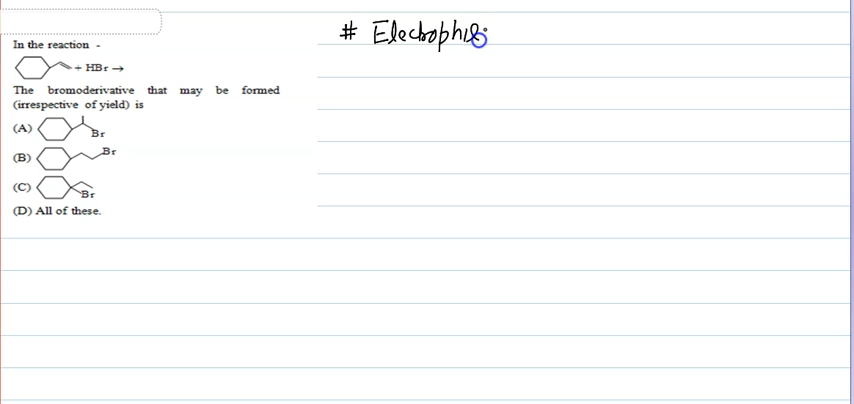 In the reaction -
+ HBr →
The bromoderivative that may be formed
(irrespective of yield) is
(A)
Br
(B)
Br
(C)
Br
(D) All of these.
# Electrophil